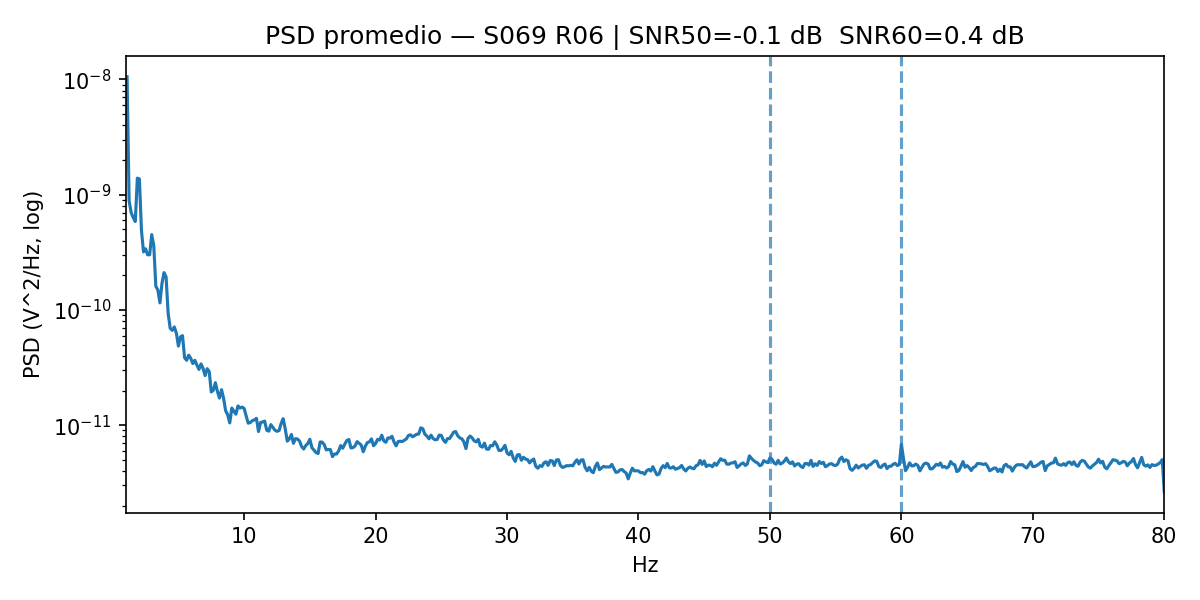 PSD promedio — S069 R06 | SNR50=-0.1 dB  SNR60=0.4 dB
PSD (V^2/Hz, log)
10⁻⁸
10⁻⁹
10⁻¹⁰
10⁻¹¹
10 20 30 40 50 60 70 80
Hz